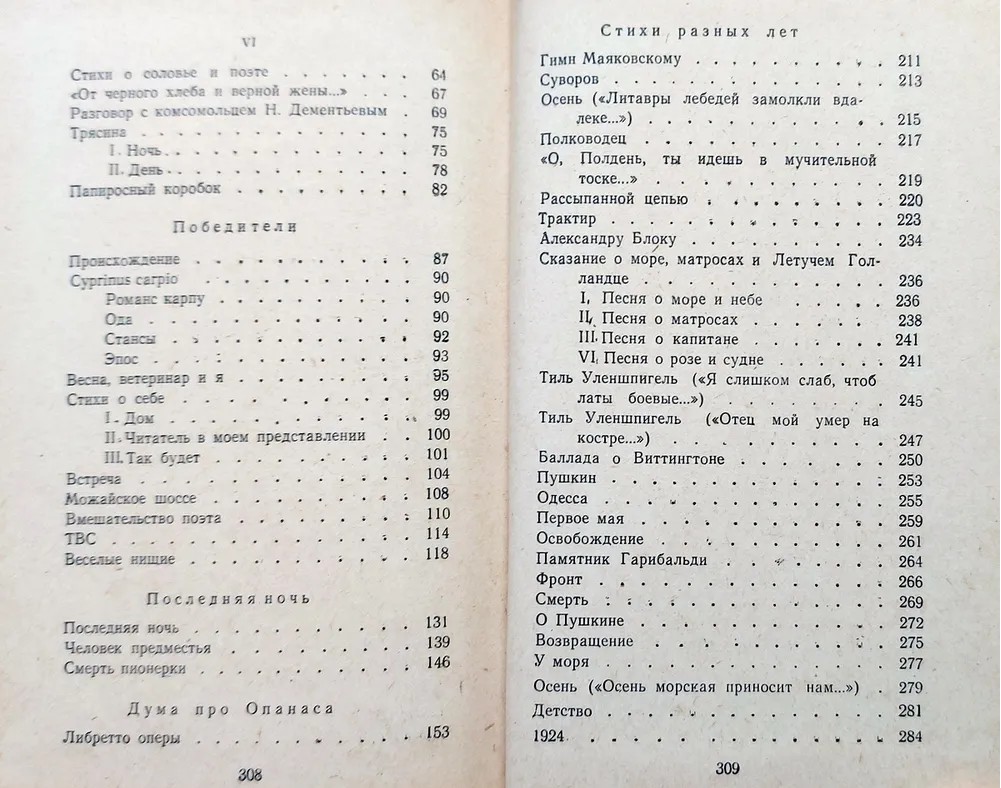 VI
Стихи о соловье и поэте . . . . . . . 64
«От черного хлеба и верной жены...» . . . 67
Разговор с комсомольцем Н. Дементьевым . 69
Трясина . . . . . . . . . . . . 75
I. Ночь . . . . . . . . . . . 75
II. День . . . . . . . . . . . 78
Папиросный коробок . . . . . . . . . 82
Победители
Происхождение . . . . . . . . . . 87
Cyprinus carpio . . . . . . . . . . 90
Романс карпу . . . . . . . . . 90
Ода . . . . . . . . . . . . 90
Стансы . . . . . . . . . . . 92
Эпос . . . . . . . . . . . . 93
Весна, ветеринар и я . . . . . . . . 95
Стихи о себе . . . . . . . . . . 99
I. Дом . . . . . . . . . . . 99
II. Читатель в моем представлении . . 100
III. Так будет . . . . . . . . . 101
Встреча . . . . . . . . . . . . 104
Можайское шоссе . . . . . . . . . 108
Вмешательство поэта . . . . . . . . 110
ТВС . . . . . . . . . . . . . 114
Веселые нищие . . . . . . . . . . 118
Последняя ночь
Последняя ночь . . . . . . . . . . 131
Человек предместья . . . . . . . . 139
Смерть пионерки . . . . . . . . . 146
Дума про Опанаса
Либретто оперы . . . . . . . . . . 153
308
Стихи разных лет
Гимн Маяковскому . . . . . . . . . 211
Суворов . . . . . . . . . . . . 213
Осень («Литавры лебедей замолкли вда-
леке...») . . . . . . . . . . . 215
Полководец . . . . . . . . . . . 217
«О, Полдень, ты идешь в мучительной
тоске...» . . . . . . . . . . . 219
Рассыпанной цепью . . . . . . . . . 220
Трактир . . . . . . . . . . . . 223
Александру Блоку . . . . . . . . . 234
Сказание о море, матросах и Летучем Гол-
ландце . . . . . . . . . . . . 236
I. Песня о море и небе . . . . . 236
II. Песня о матросах . . . . . . 238
III. Песня о капитане . . . . . . 241
VI. Песня о розе и судне . . . . . 241
Тиль Уленшпигель («Я слишком слаб, чтоб
латы боевые...») . . . . . . . . 245
Тиль Уленшпигель («Отец мой умер на
костре...») . . . . . . . . . . 247
Баллада о Виттингтоне . . . . . . . 250
Пушкин . . . . . . . . . . . . 253
Одесса . . . . . . . . . . . . 255
Первое мая . . . . . . . . . . . 259
Освобождение . . . . . . . . . . 261
Памятник Гарибальди . . . . . . . . 264
Фронт . . . . . . . . . . . . . 266
Смерть . . . . . . . . . . . . 269
О Пушкине . . . . . . . . . . . 272
Возвращение . . . . . . . . . . . 275
У моря . . . . . . . . . . . . 277
Осень («Осень морская приносит нам...») . 279
Детство . . . . . . . . . . . . 281
1924 . . . . . . . . . . . . . 284
309